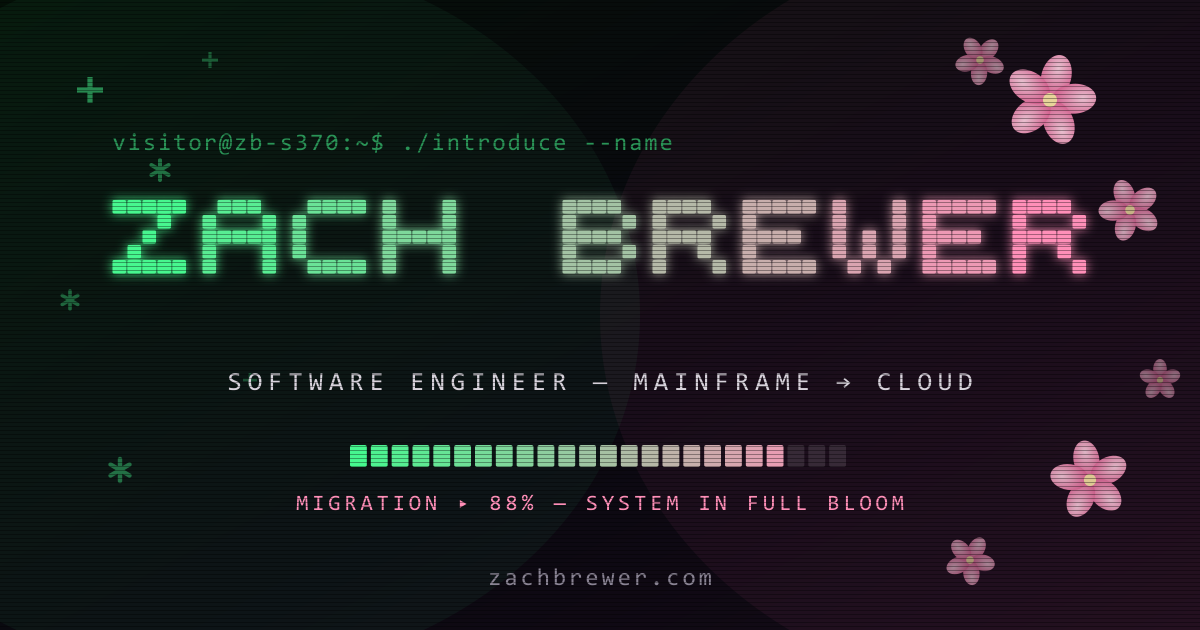 visitor@zb-s370:~$ ./introduce --name
ZACH BREWER
SOFTWARE ENGINEER — MAINFRAME → CLOUD
MIGRATION ▸ 88% — SYSTEM IN FULL BLOOM
zachbrewer.com